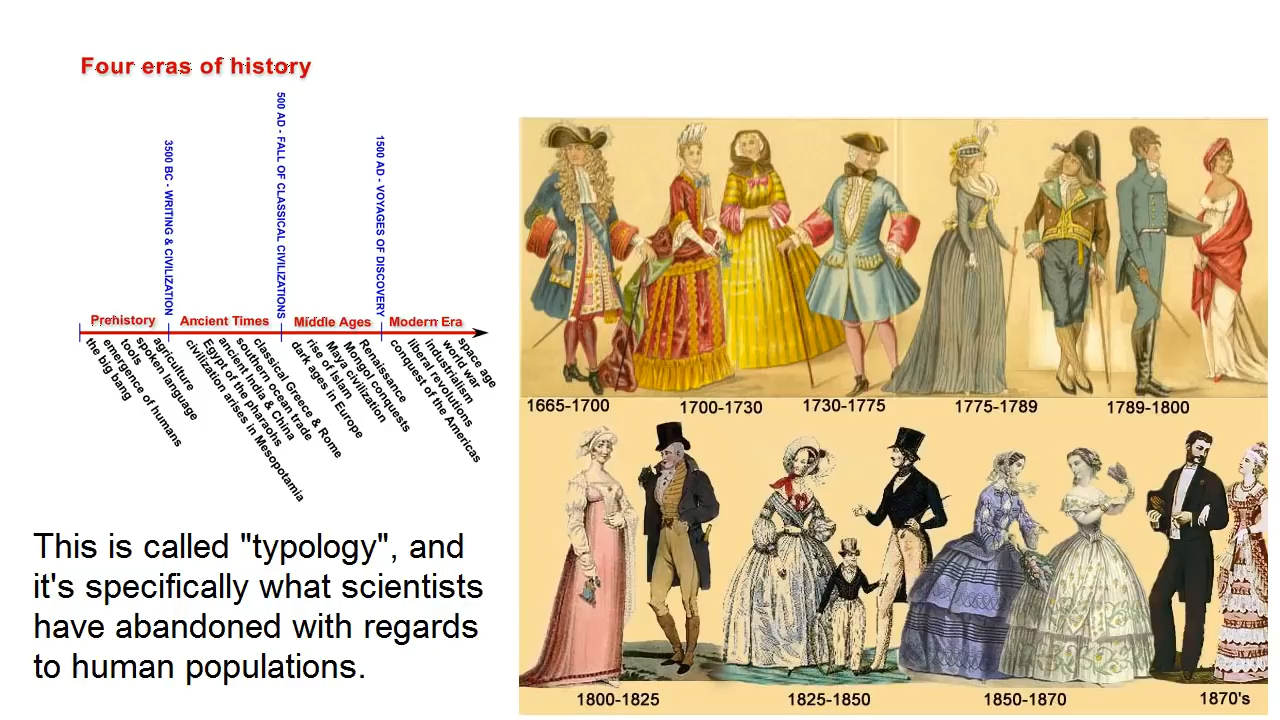 Four eras of history
3500 BC - WRITING & CIVILIZATION
500 AD - FALL OF CLASSICAL CIVILIZATIONS
1500 AD - VOYAGES OF DISCOVERY
Prehistory
Ancient Times
Middle Ages
Modern Era
the big bang
emergence of humans
tools
spoken language
agriculture
civilization arises in Mesopotamia
Egypt of the pharaohs
ancient India & China
southern ocean trade
classical Greece & Rome
dark ages in Europe
rise of Islam
Maya civilization
Mongol conquests
Renaissance
conquest of the Americas
liberal revolutions
industrialism
world war
space age
This is called "typology", and
it's specifically what scientists
have abandoned with regards
to human populations.
1665-1700
1700-1730
1730-1775
1775-1789
1789-1800
1800-1825
1825-1850
1850-1870
1870's